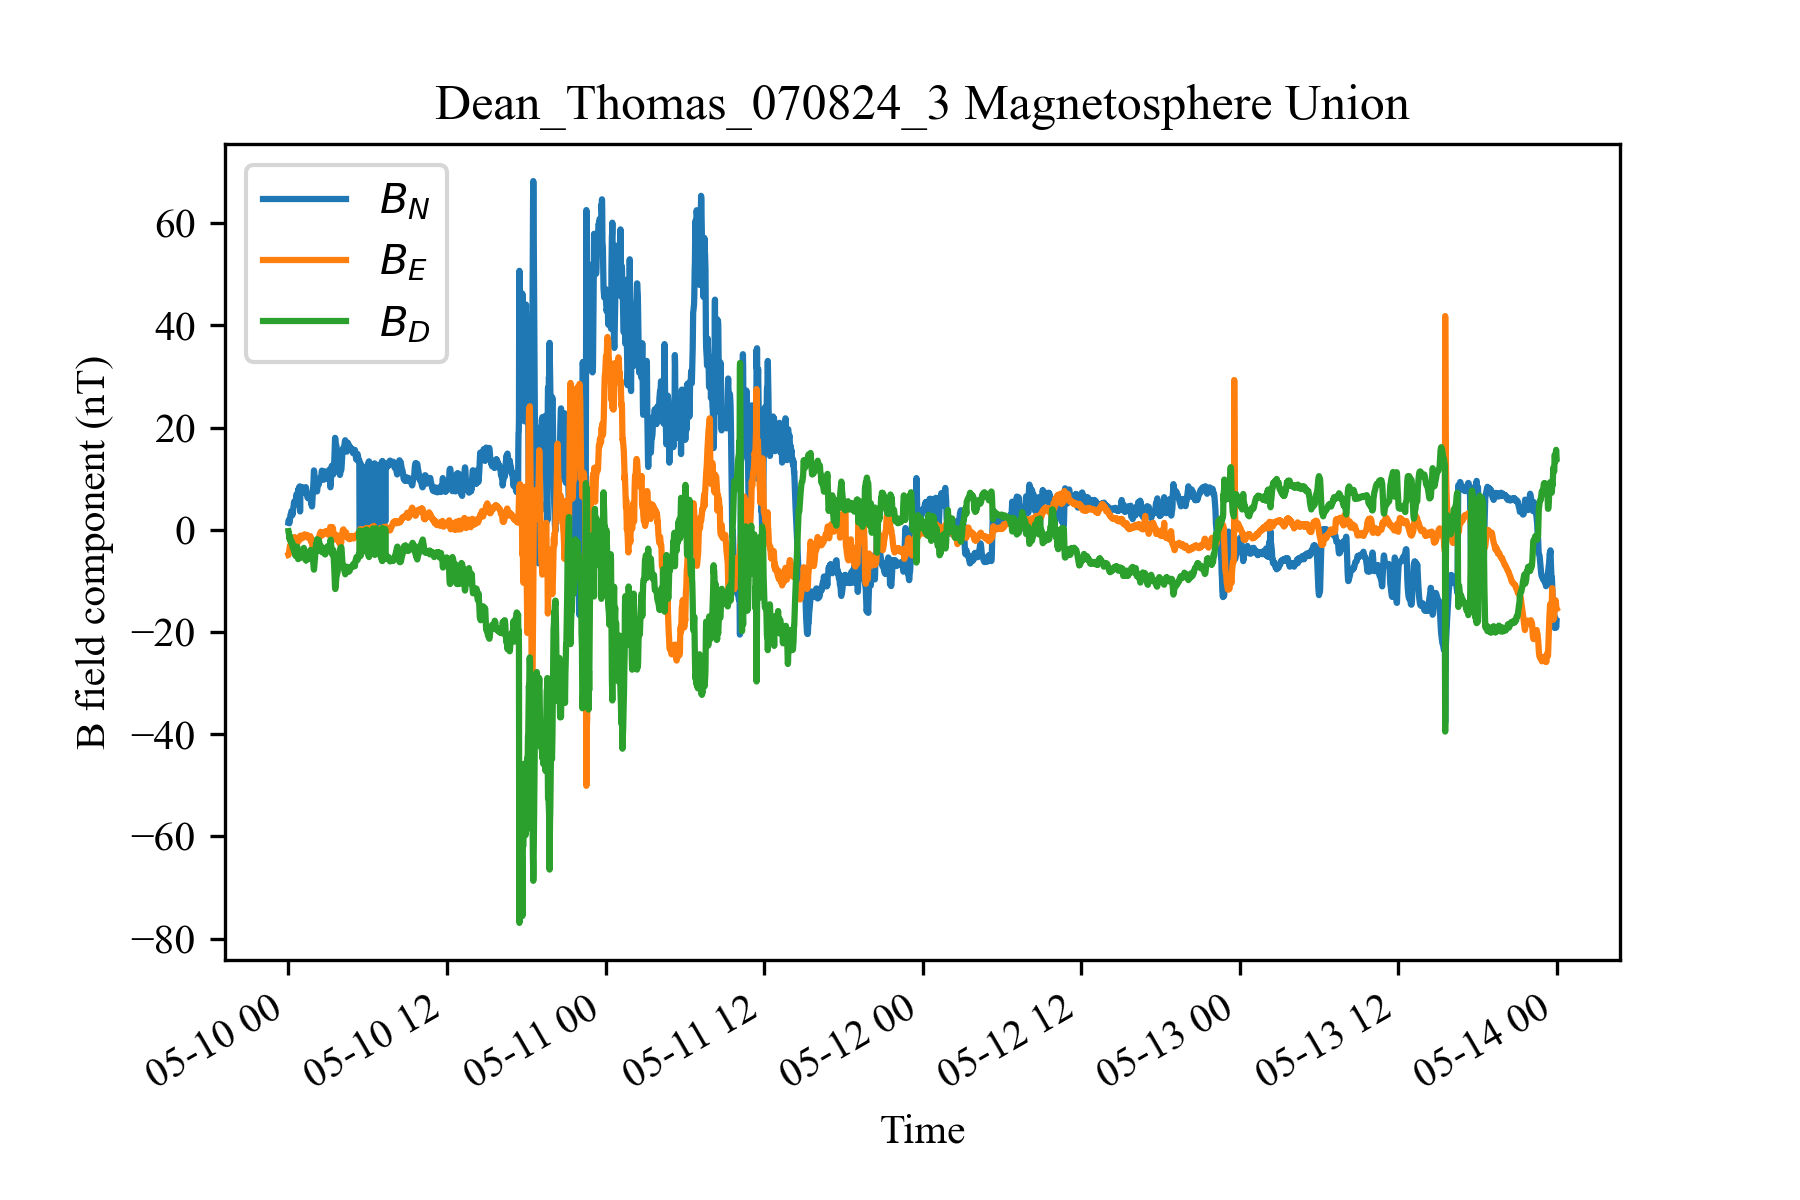 Dean_Thomas_070824_3 Magnetosphere Union
B_N
B_E
B_D
B field component (nT)
60
40
20
0
−20
−40
−60
−80
05-10 00
05-10 12
05-11 00
05-11 12
05-12 00
05-12 12
05-13 00
05-13 12
05-14 00
Time